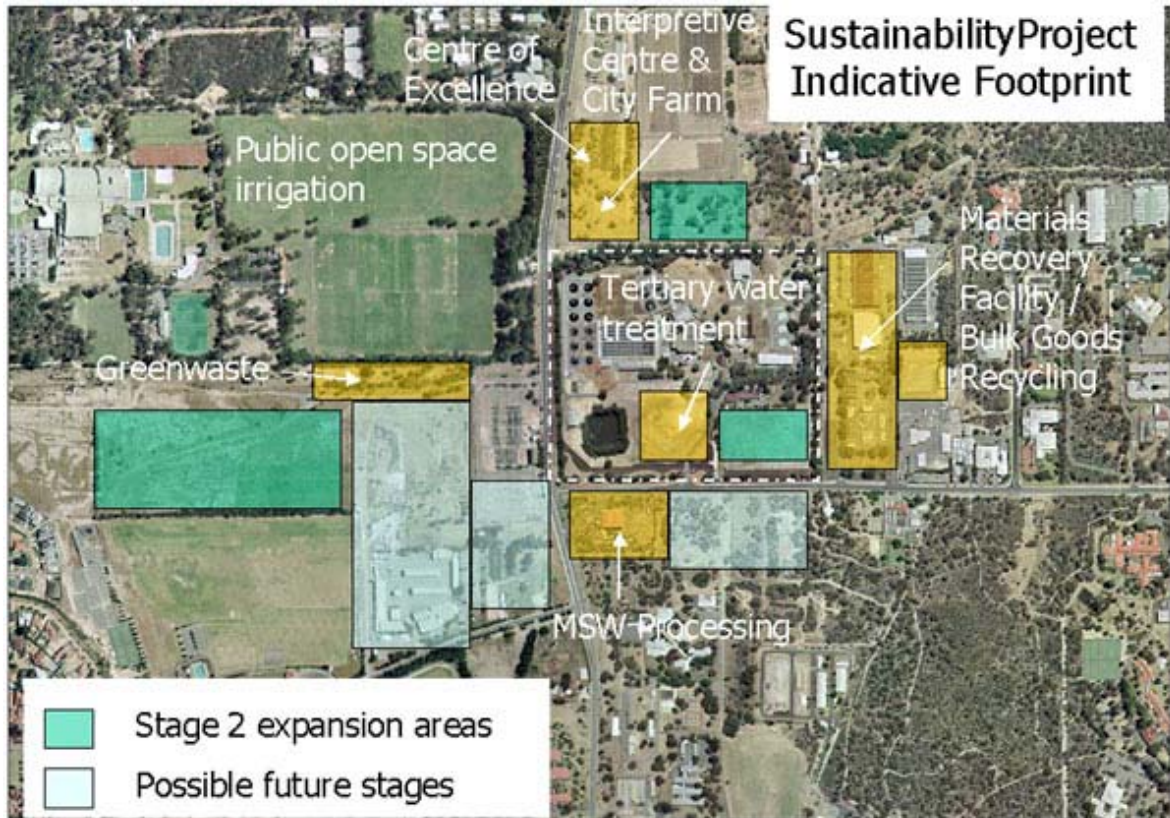 SustainabilityProject
Indicative Footprint
Centre of
Excellence
Interpretive
Centre &
City Farm
Public open space
irrigation
Materials
Recovery
Facility /
Bulk Goods
Recycling
Tertiary water
treatment
Greenwaste
MSW Processing
Stage 2 expansion areas
Possible future stages